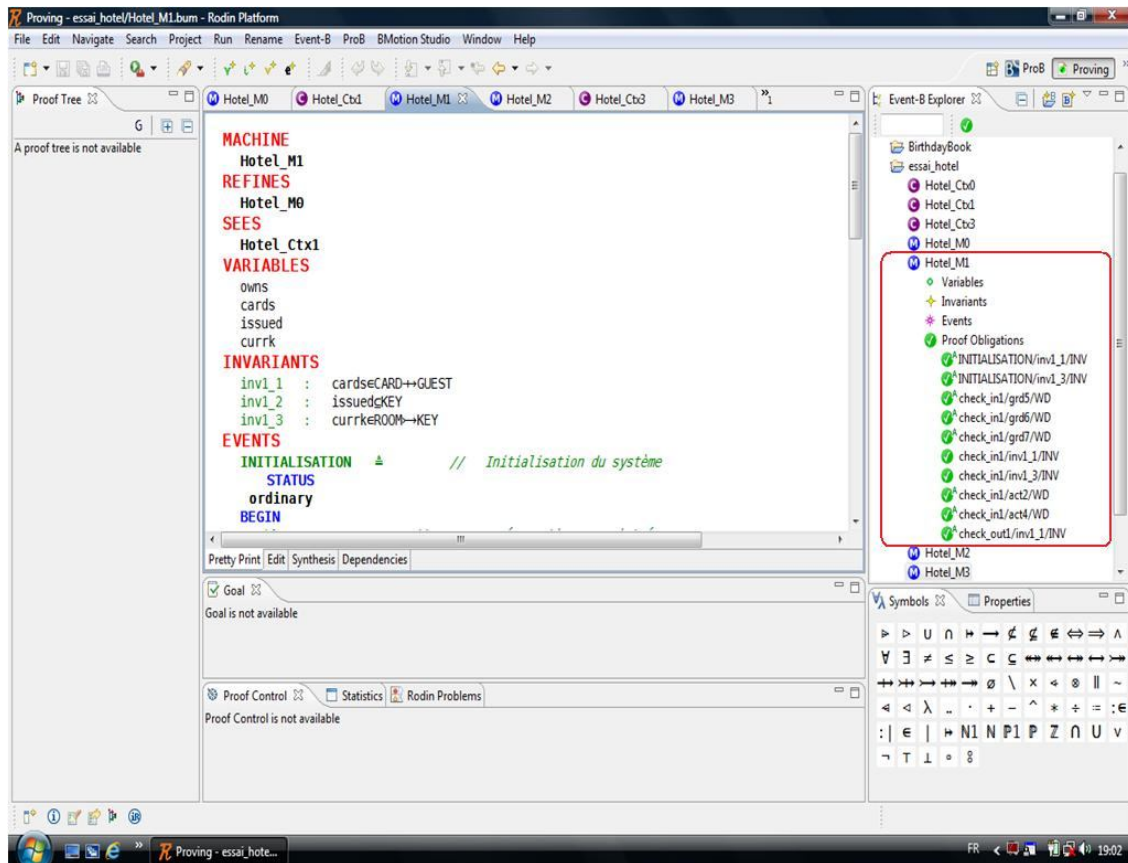 Proving - essai_hotel/Hotel_M1.bum - Rodin Platform
File Edit Navigate Search Project Run Rename Event-B ProB BMotion Studio Window Help
ProB Proving
Proof Tree
G
A proof tree is not available
Hotel_M0 Hotel_Ctx1 Hotel_M1 Hotel_M2 Hotel_Ctx3 Hotel_M3 »1
MACHINE
Hotel_M1
REFINES
Hotel_M0
SEES
Hotel_Ctx1
VARIABLES
owns
cards
issued
currk
INVARIANTS
inv1_1 : cards∈CARD⇸GUEST
inv1_2 : issued⊆KEY
inv1_3 : currk∈ROOM↣KEY
EVENTS
INITIALISATION ≙ // Initialisation du système
STATUS
ordinary
BEGIN
Pretty Print Edit Synthesis Dependencies
Goal
Goal is not available
Proof Control Statistics Rodin Problems
Proof Control is not available
Event-B Explorer
BirthdayBook
essai_hotel
Hotel_Ctx0
Hotel_Ctx1
Hotel_Ctx3
Hotel_M0
Hotel_M1
Variables
Invariants
Events
Proof Obligations
INITIALISATION/inv1_1/INV
INITIALISATION/inv1_3/INV
check_in1/grd5/WD
check_in1/grd6/WD
check_in1/grd7/WD
check_in1/inv1_1/INV
check_in1/inv1_3/INV
check_in1/act2/WD
check_in1/act4/WD
check_out1/inv1_1/INV
Hotel_M2
Hotel_M3
Symbols Properties
∀ ∃ ≠ ≤ ≥ ⊂ ⊆
N1 N P1 P Z ∩ U ∨
¬ ⊤ ⊥ ∘
Proving - essai_hote...
FR 19:02